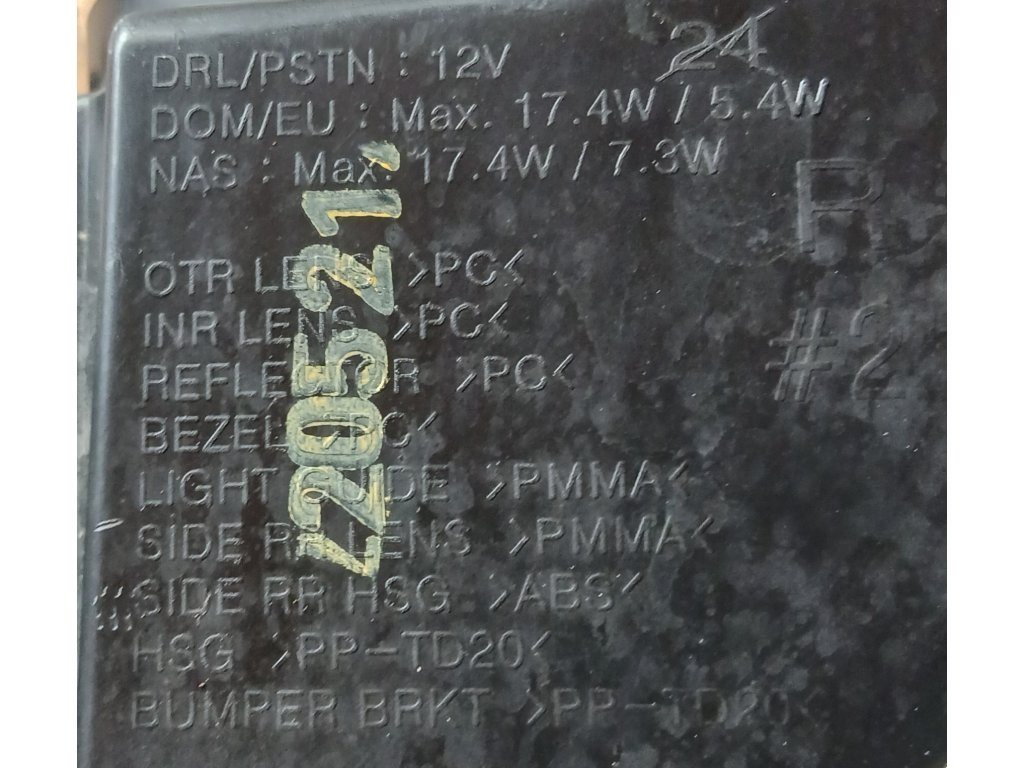 DRL/PSTN : 12V
24
DOM/EU : Max. 17.4W / 5.4W
NAS : Max. 17.4W / 7.3W
R
OTR LENS >PC<
INR LENS >PC<
#2
REFLECTOR >PC<
BEZEL >PC<
LIGHT GUIDE >PMMA<
SIDE RR LENS >PMMA<
SIDE RR HSG >ABS<
HSG >PP-TD20<
BUMPER BRKT >PP-TD20<